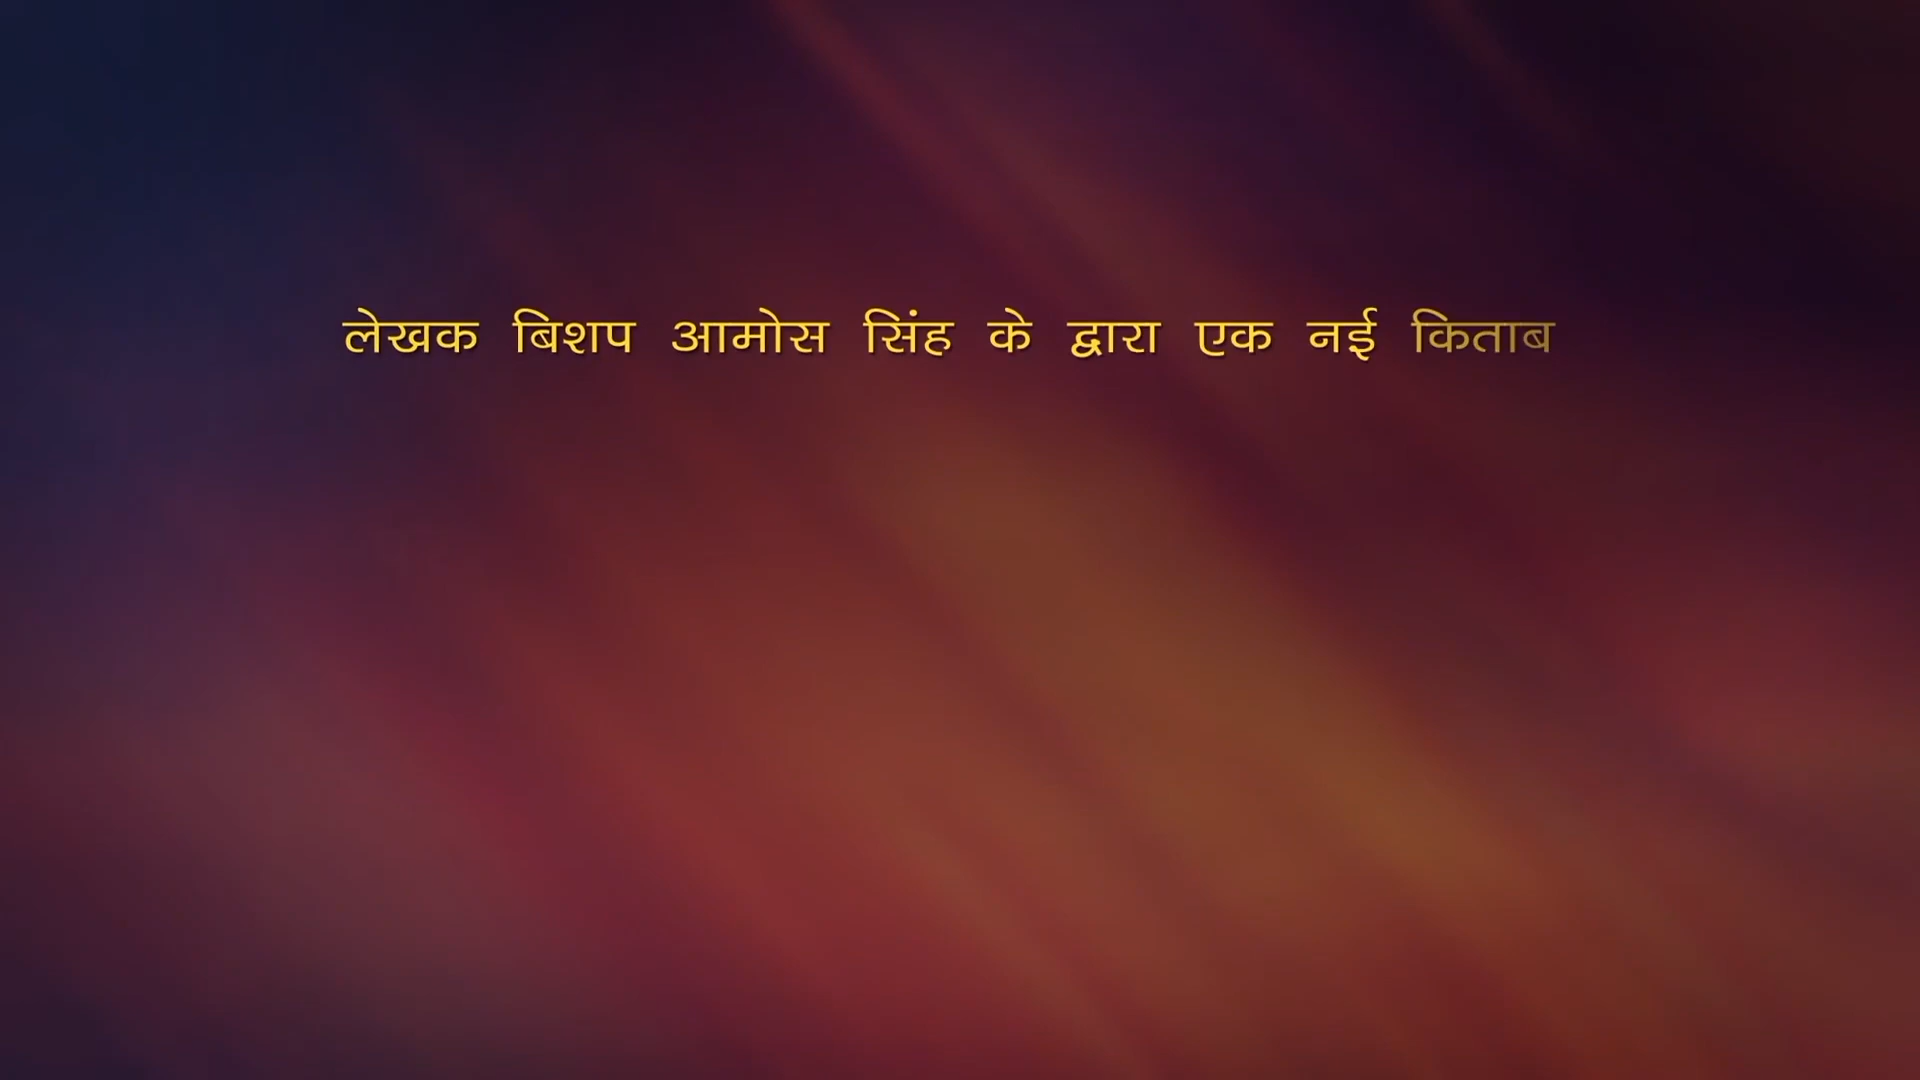 लेखक बिशप आमोस सिंह के द्वारा एक नई किताब